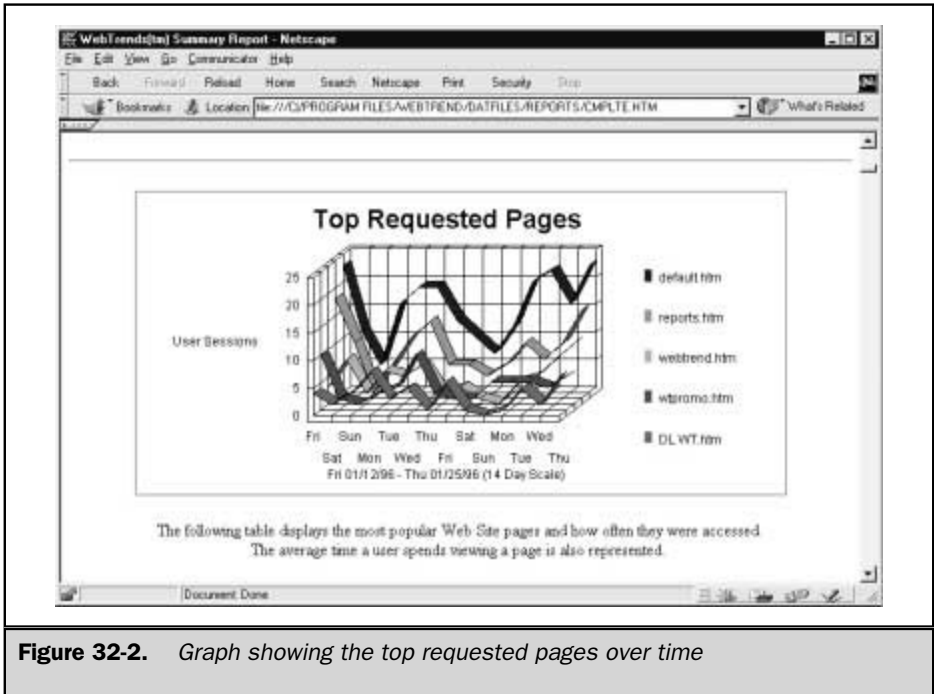 WebTrends(tm) Summary Report - Netscape
File Edit View Go Communicator Help
Back Forward Reload Home Search Netscape Print Security Stop
Bookmarks Location file:///C|/PROGRAM FILES/WEBTREND/DATFILES/REPORTS/CMPLTE.HTM What's Related
Top Requested Pages
User Sessions
25
20
15
10
5
0
default.htm
reports.htm
webtrend.htm
wtpromo.htm
DL WT.htm
Fri Sun Tue Thu Sat Mon Wed
Sat Mon Wed Fri Sun Tue Thu
Fri 01/12/96 - Thu 01/25/96 (14 Day Scale)
The following table displays the most popular Web Site pages and how often they were accessed.
The average time a user spends viewing a page is also represented.
Document Done
Figure 32-2. Graph showing the top requested pages over time